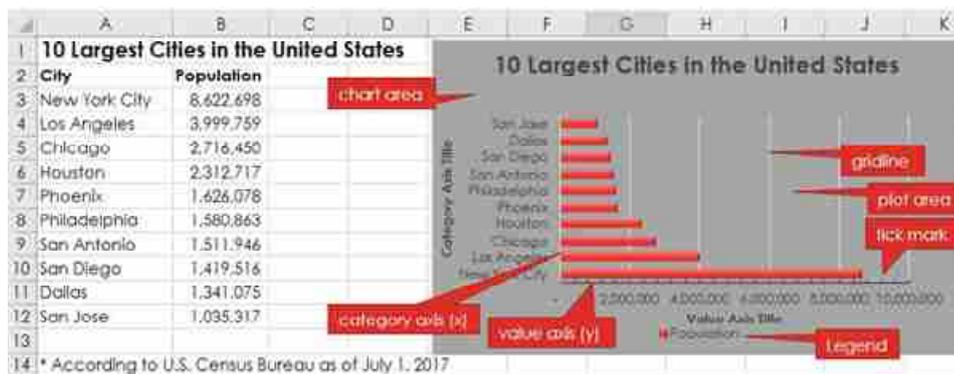 A B C D E F G H I J K
1 10 Largest Cities in the United States
2 City Population
3 New York City 8,622,698
4 Los Angeles 3,999,759
5 Chicago 2,716,450
6 Houston 2,312,717
7 Phoenix 1,626,078
8 Philadelphia 1,580,863
9 San Antonio 1,511,946
10 San Diego 1,419,516
11 Dallas 1,341,075
12 San Jose 1,035,317
13
14 * According to U.S. Census Bureau as of July 1, 2017
10 Largest Cities in the United States
chart area
San Jose
Dallas
San Diego
San Antonio
Philadelphia
Phoenix
Houston
Chicago
Los Angeles
New York City
Category Axis Title
gridline
plot area
tick mark
- 2,000,000 4,000,000 6,000,000 8,000,000 10,000,000
category axis (x)
value axis (y)
Value Axis Title
Population
Legend